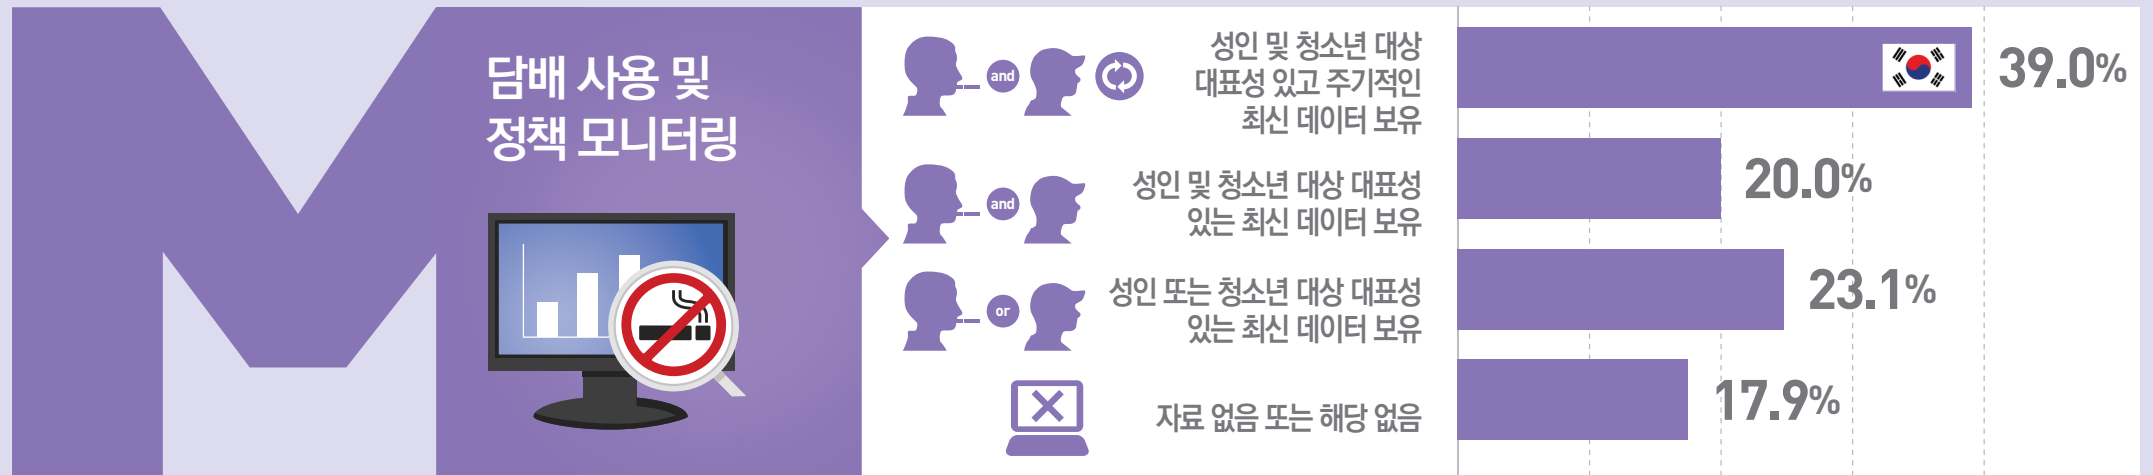 M
담배 사용 및
정책 모니터링
and
성인 및 청소년 대상
대표성 있고 주기적인
최신 데이터 보유
39.0%
and
성인 및 청소년 대상 대표성
있는 최신 데이터 보유
20.0%
or
성인 또는 청소년 대상 대표성
있는 최신 데이터 보유
23.1%
자료 없음 또는 해당 없음
17.9%